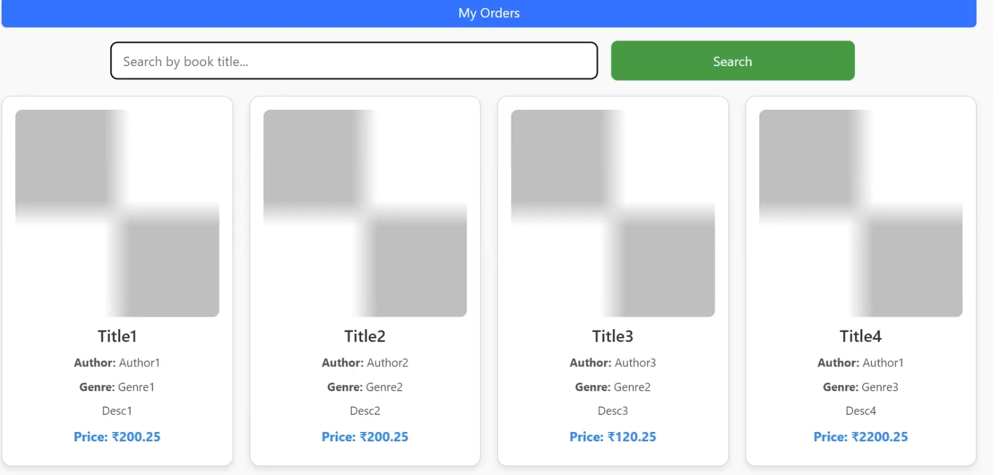 My Orders
Search by book title...
Search
Title1
Author: Author1
Genre: Genre1
Desc1
Price: ₹200.25
Title2
Author: Author2
Genre: Genre2
Desc2
Price: ₹200.25
Title3
Author: Author3
Genre: Genre2
Desc3
Price: ₹120.25
Title4
Author: Author1
Genre: Genre3
Desc4
Price: ₹2200.25